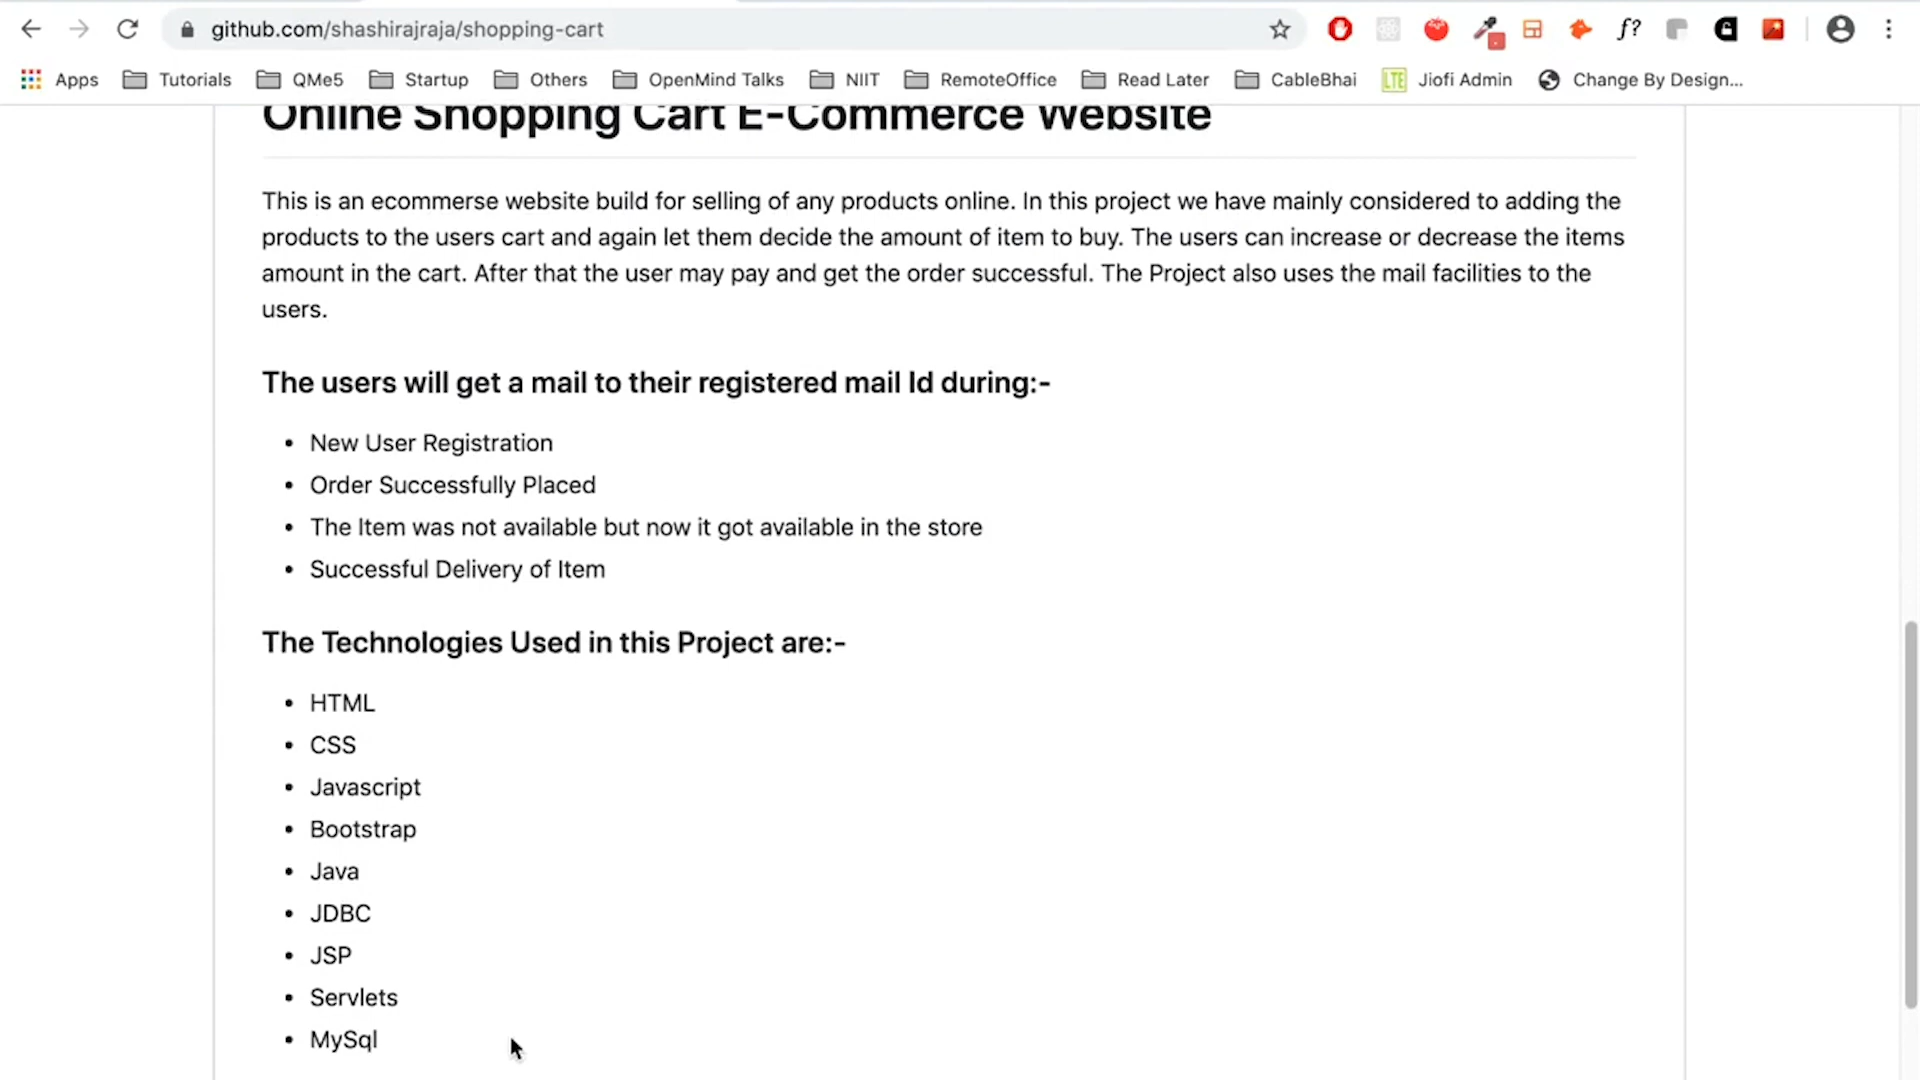 github.com/shashirajraja/shopping-cart
f?
Apps Tutorials QMe5 Startup Others OpenMind Talks NIIT RemoteOffice Read Later CableBhai LTE Jiofi Admin Change By Design...
Online Shopping Cart E-Commerce Website
This is an ecommerse website build for selling of any products online. In this project we have mainly considered to adding the
products to the users cart and again let them decide the amount of item to buy. The users can increase or decrease the items
amount in the cart. After that the user may pay and get the order successful. The Project also uses the mail facilities to the
users.
The users will get a mail to their registered mail Id during:-
• New User Registration
• Order Successfully Placed
• The Item was not available but now it got available in the store
• Successful Delivery of Item
The Technologies Used in this Project are:-
• HTML
• CSS
• Javascript
• Bootstrap
• Java
• JDBC
• JSP
• Servlets
• MySql